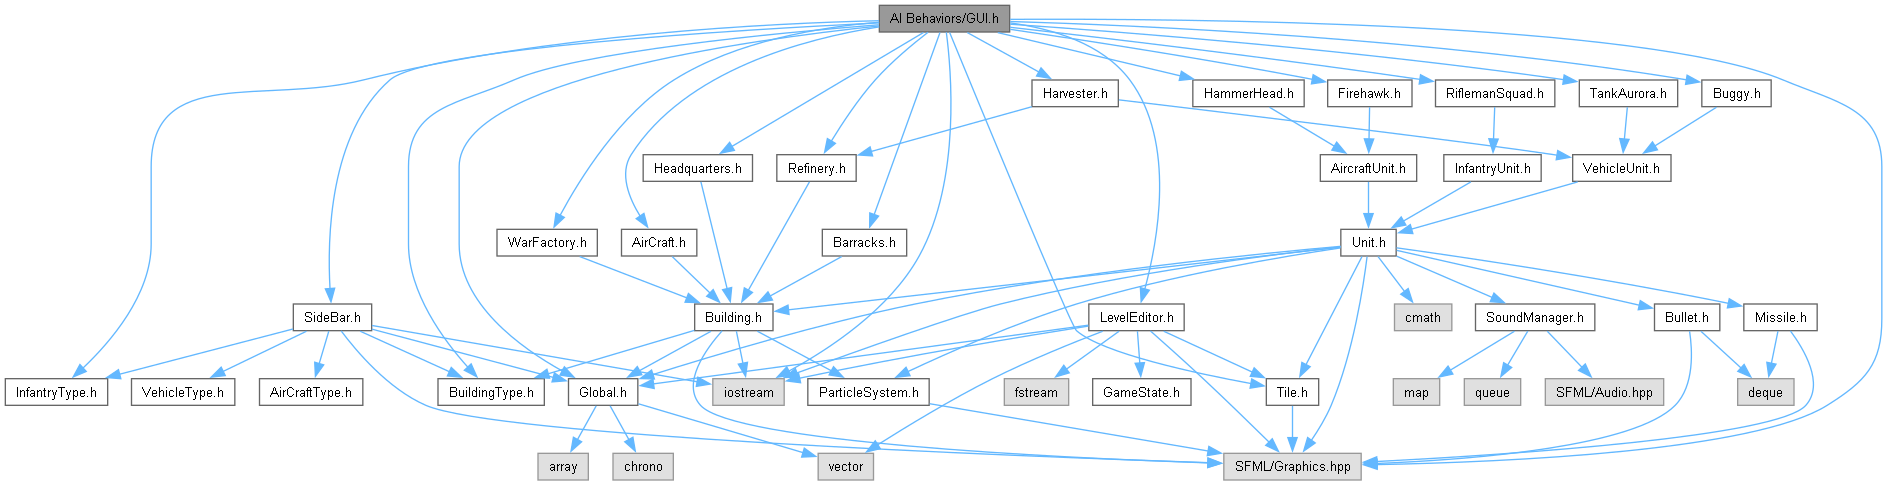 AI Behaviors/GUI.h
Harvester.h
HammerHead.h
Firehawk.h
RiflemanSquad.h
TankAurora.h
Buggy.h
Headquarters.h
Refinery.h
AircraftUnit.h
InfantryUnit.h
VehicleUnit.h
WarFactory.h
AirCraft.h
Barracks.h
Unit.h
SideBar.h
Building.h
LevelEditor.h
cmath
SoundManager.h
Bullet.h
Missile.h
InfantryType.h
VehicleType.h
AirCraftType.h
BuildingType.h
Global.h
iostream
ParticleSystem.h
fstream
GameState.h
Tile.h
map
queue
SFML/Audio.hpp
deque
array
chrono
vector
SFML/Graphics.hpp